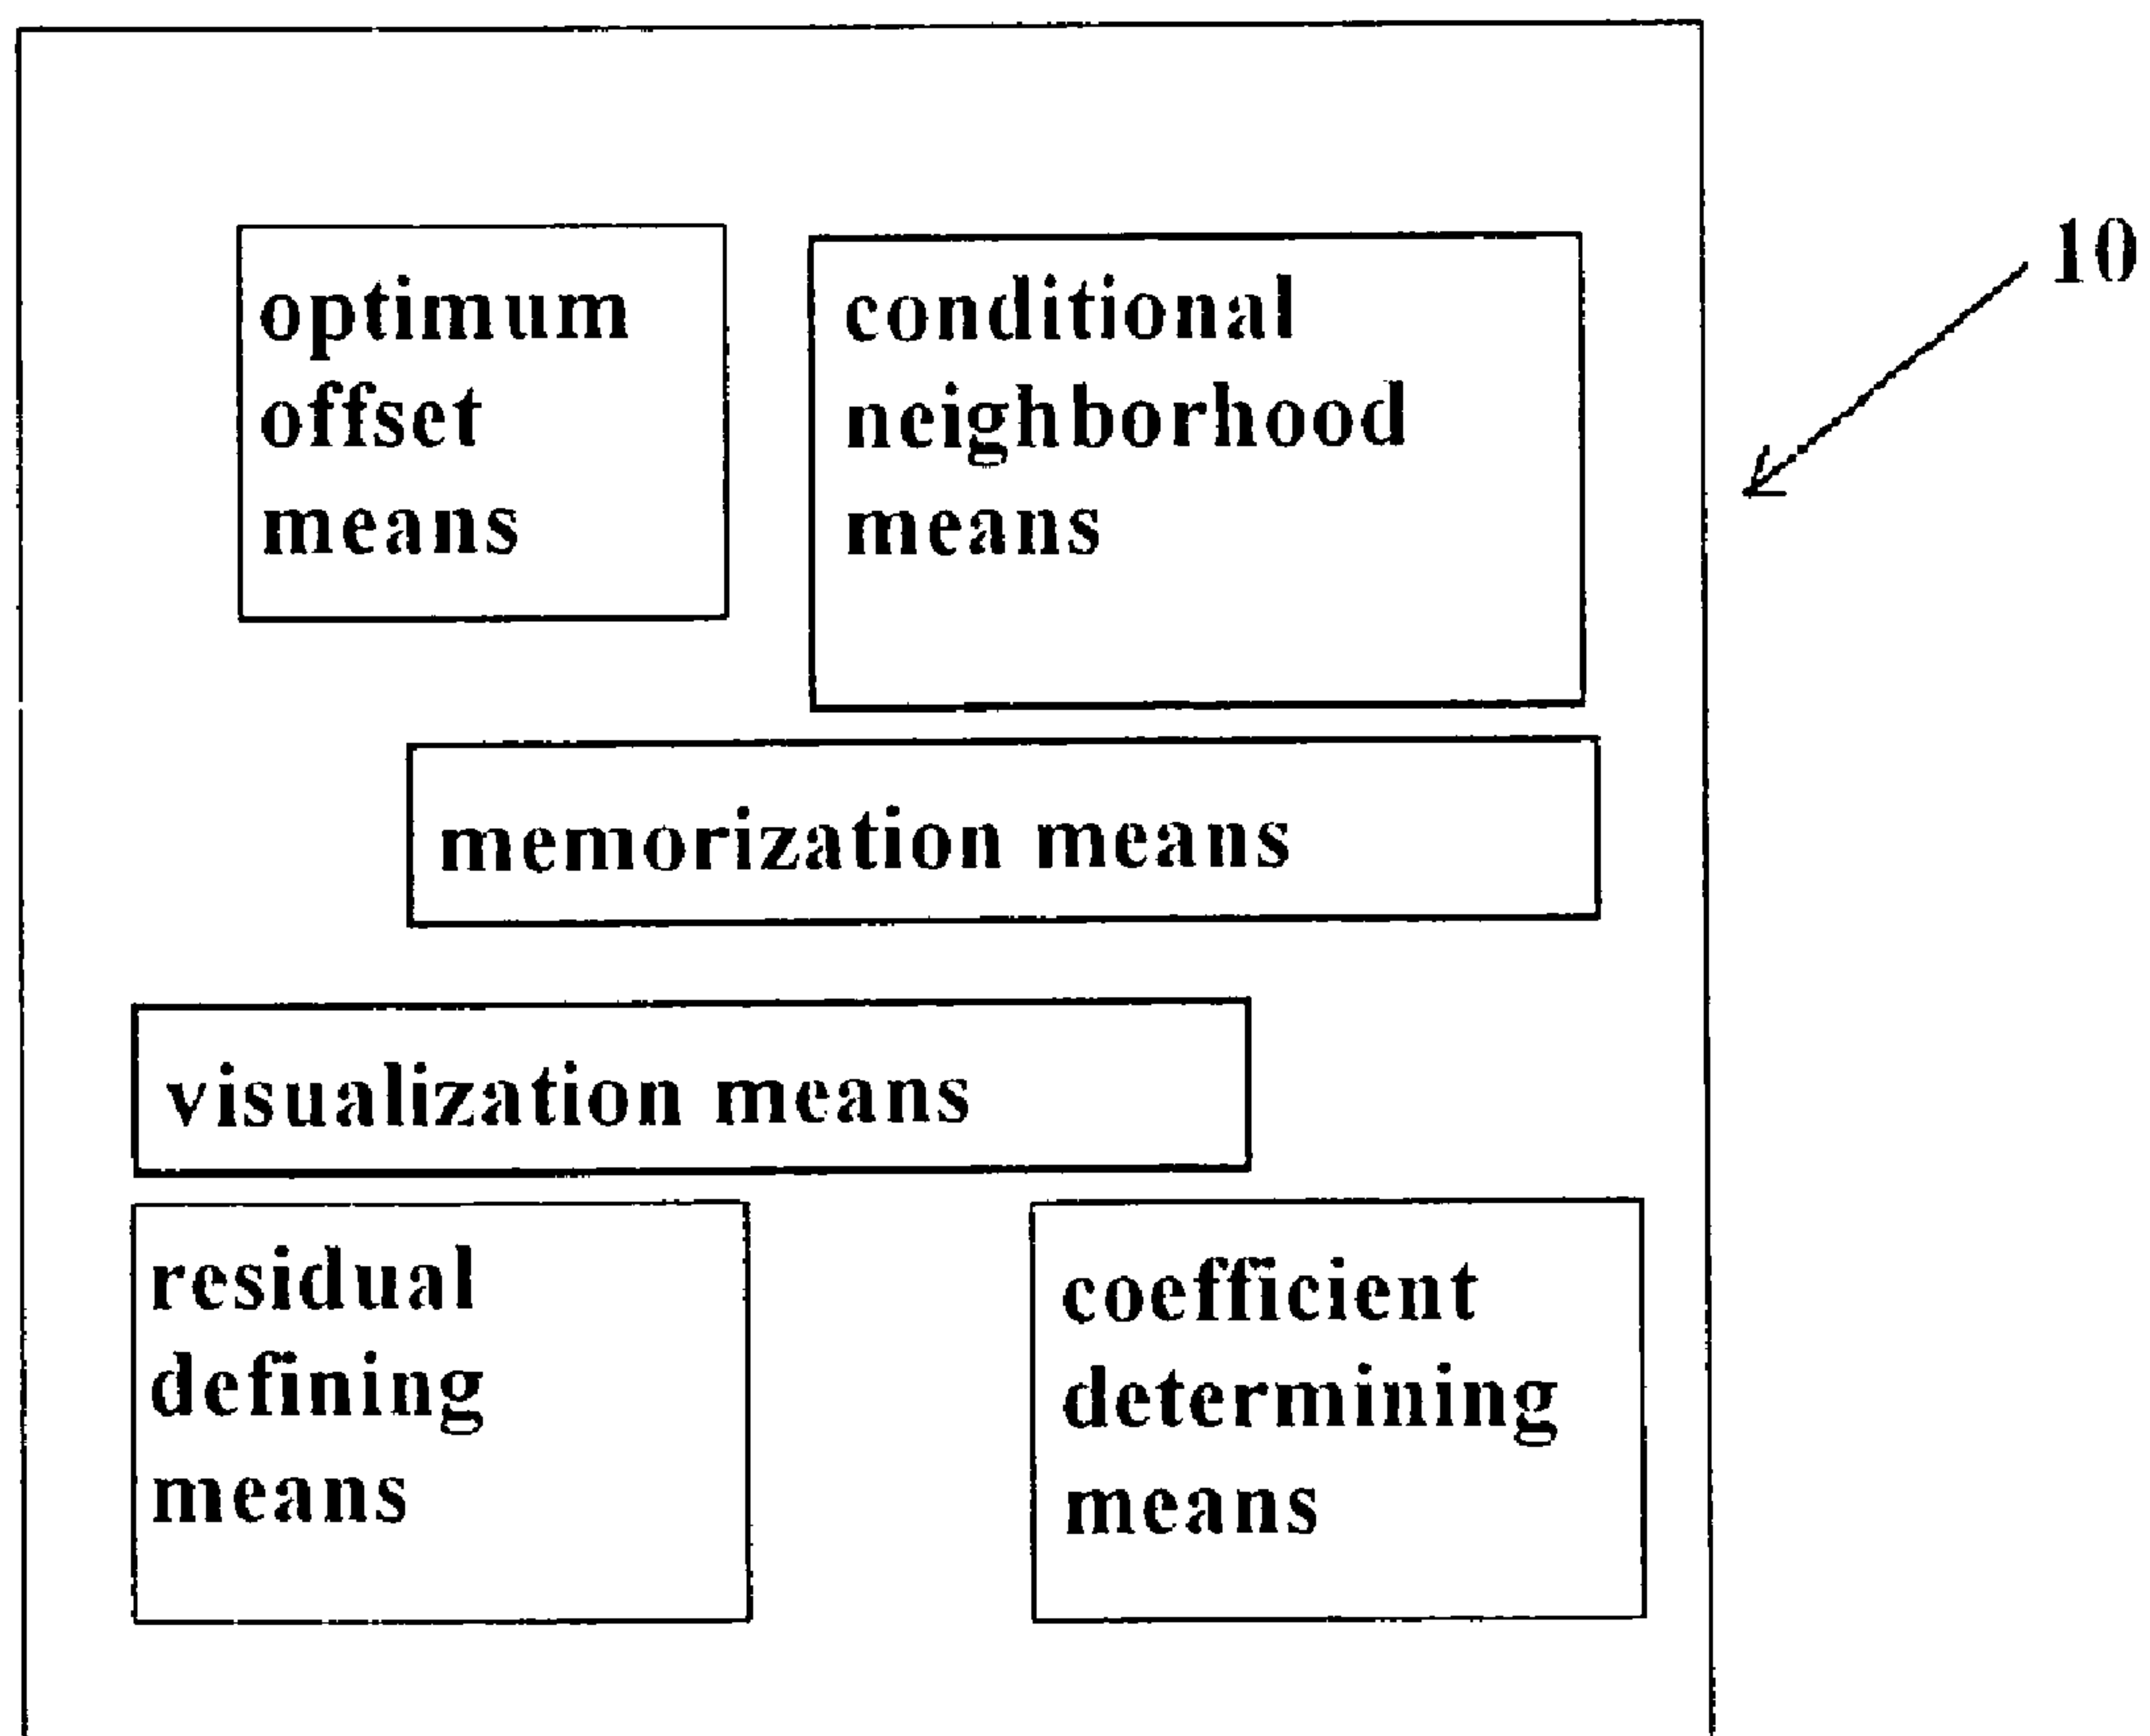 optimum
offset
means
conditional
neighborhood
means
10
memorization means
visualization means
residual
defining
means
coefficient
determining
means